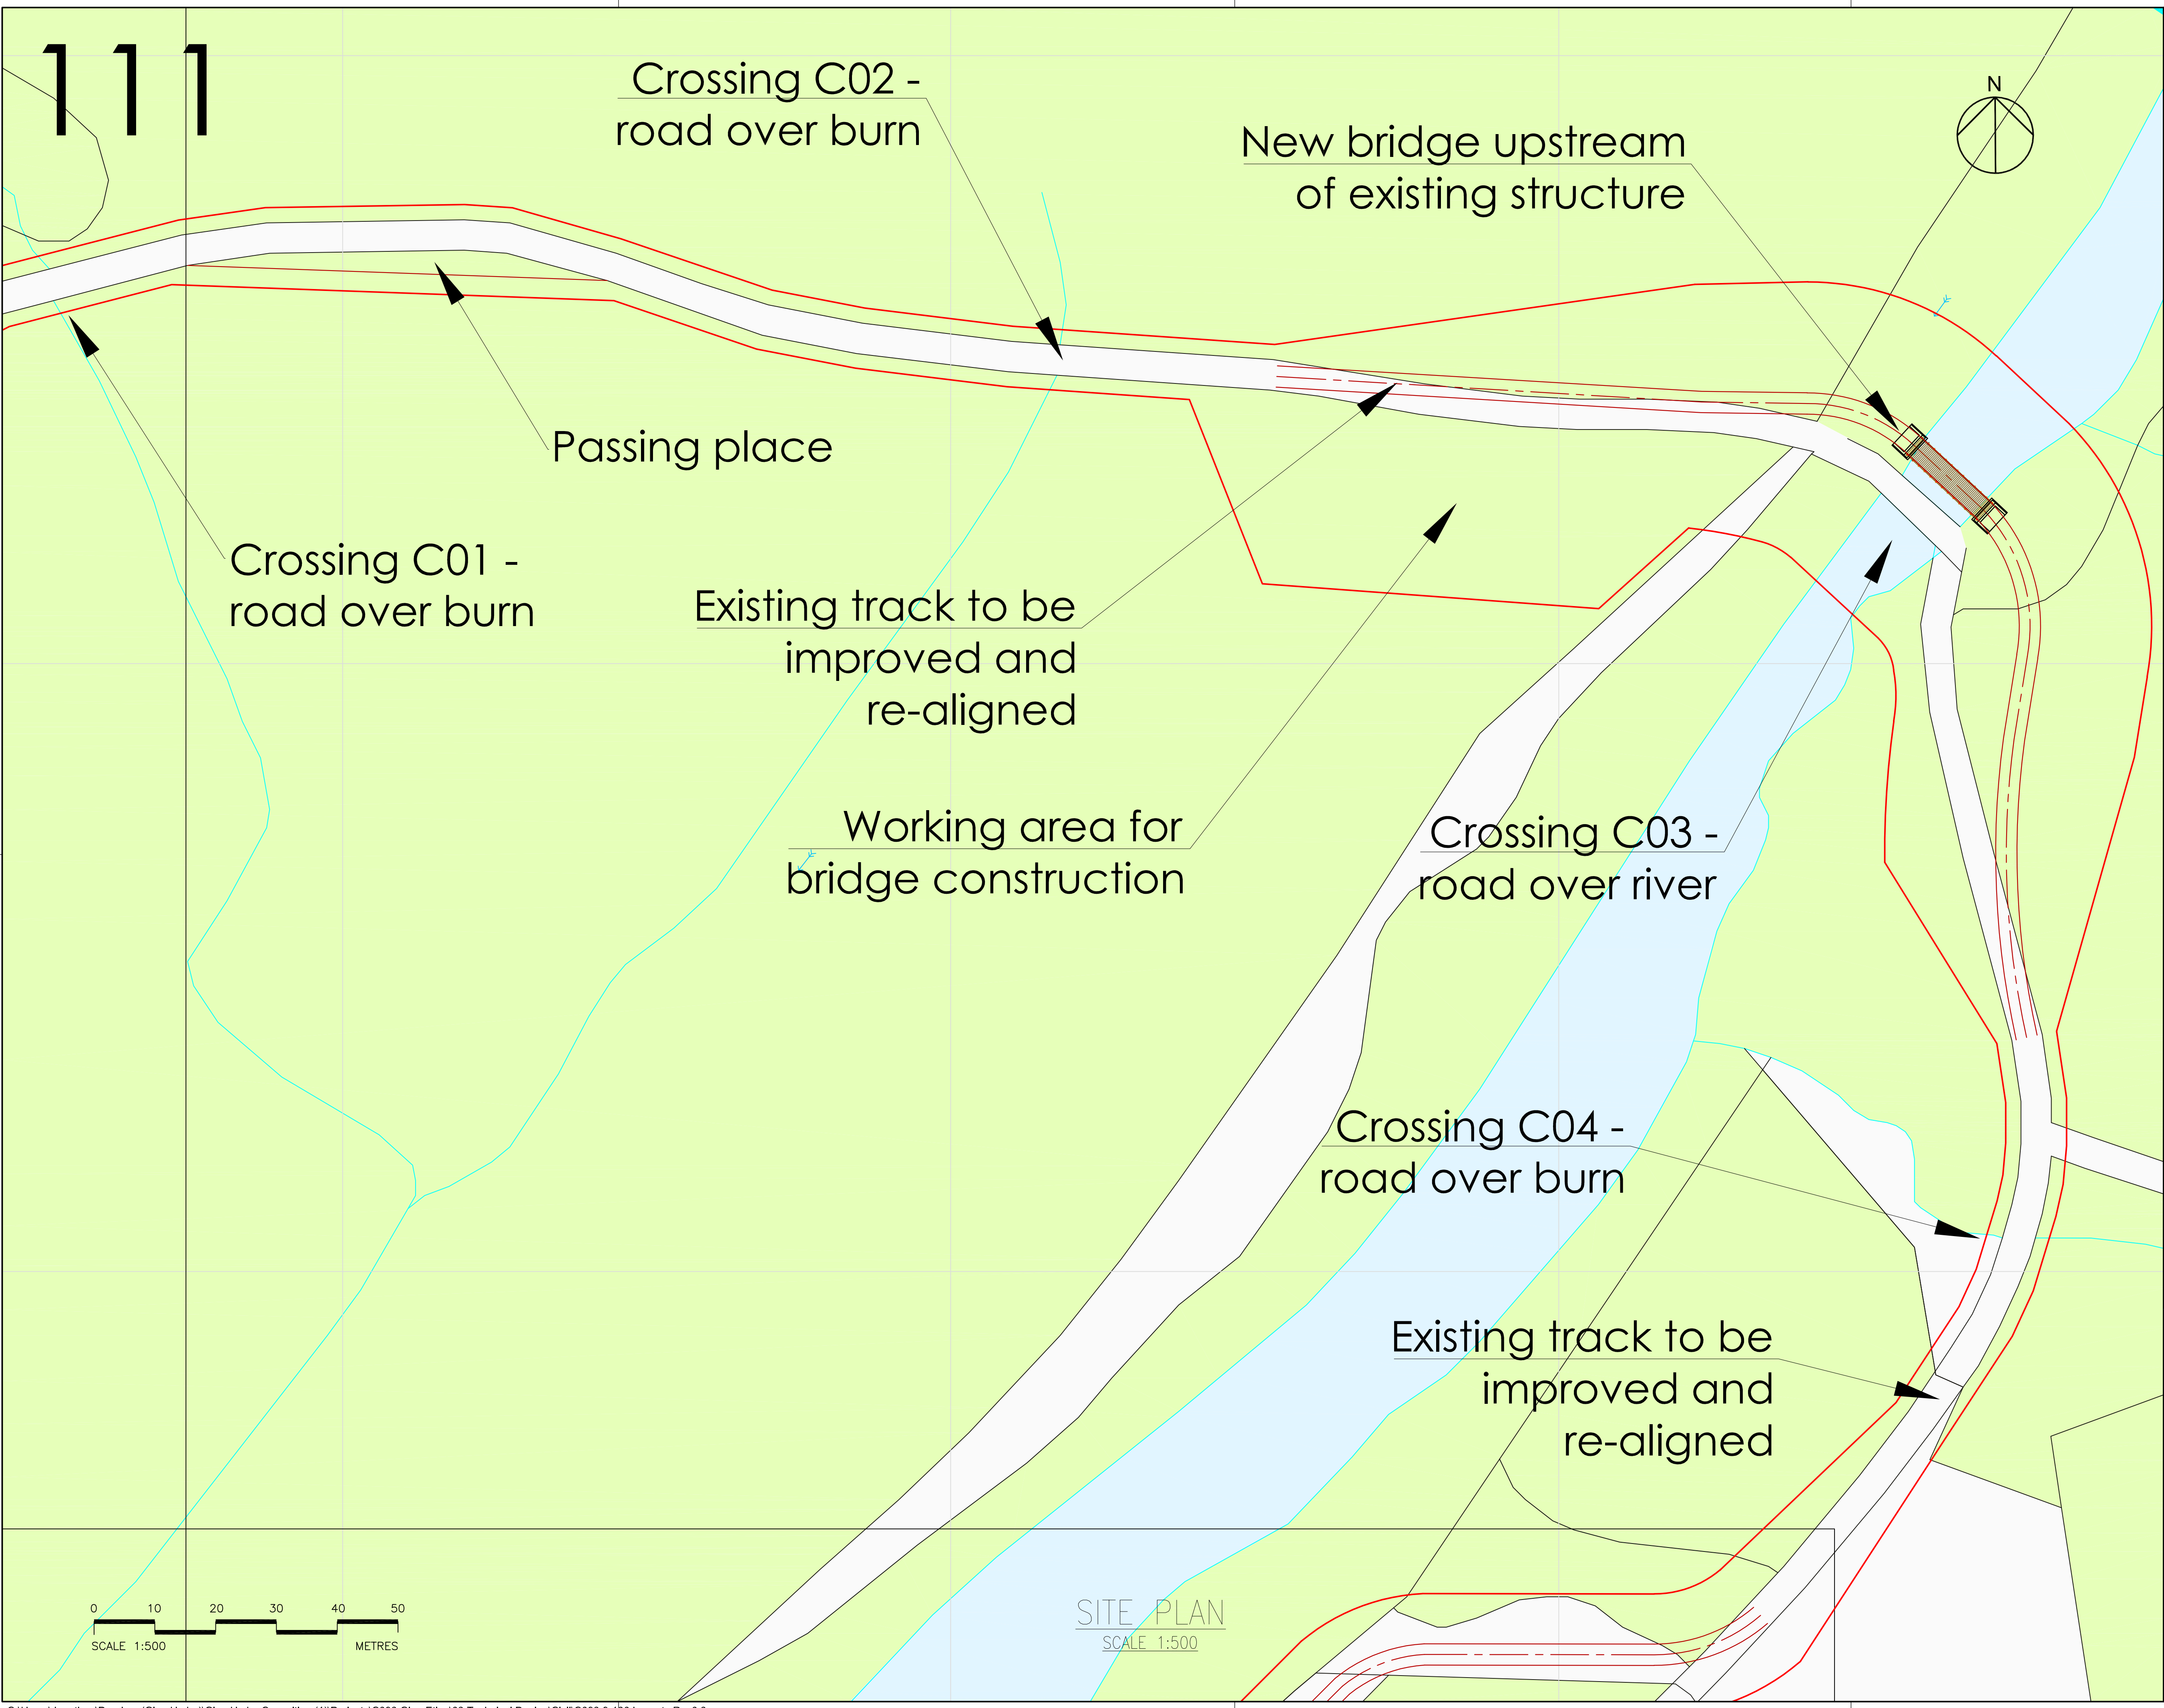 111
Crossing C02 -
road over burn
N
New bridge upstream
of existing structure
Passing place
Crossing C01 -
road over burn
Existing track to be
improved and
re-aligned
Working area for
bridge construction
Crossing C03 -
road over river
Crossing C04 -
road over burn
Existing track to be
improved and
re-aligned
0 10 20 30 40 50
SCALE 1:500 METRES
SITE PLAN
SCALE 1:500